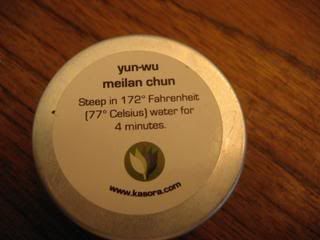 yun-wu
meilan chun
Steep in 172° Fahrenheit
(77° Celsius) water for
4 minutes.
www.kasora.com